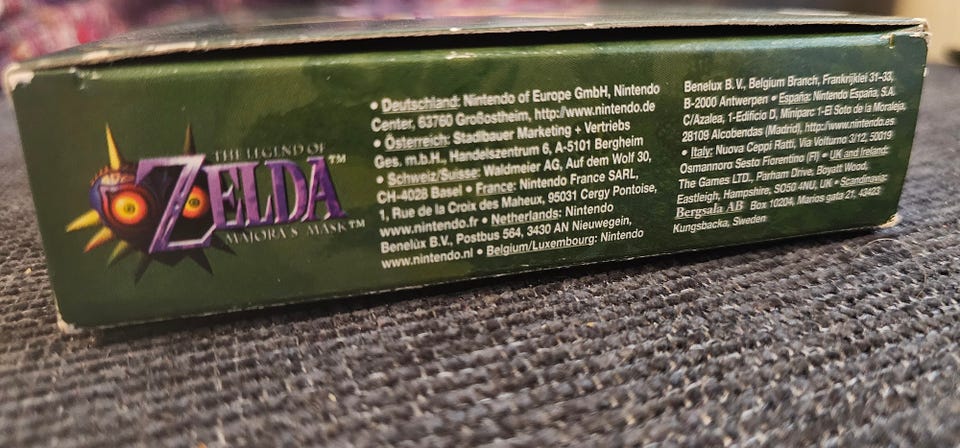 THE LEGEND OF
ZELDA™
MAJORA'S MASK™
• Deutschland: Nintendo of Europe GmbH, Nintendo
Center, 63760 Großostheim, http://www.nintendo.de
• Österreich: Stadlbauer Marketing + Vertriebs
Ges. m.b.H., Handelszentrum 6, A-5101 Bergheim
• Schweiz/Suisse: Waldmeier AG, Auf dem Wolf 30,
CH-4028 Basel • France: Nintendo France SARL,
1, Rue de la Croix des Maheux, 95031 Cergy Pontoise,
www.nintendo.fr • Netherlands: Nintendo
Benelux B.V., Postbus 564, 3430 AN Nieuwegein,
www.nintendo.nl • Belgium/Luxembourg: Nintendo
Benelux B.V., Belgium Branch, Frankrijklei 31-33,
B-2000 Antwerpen • España: Nintendo España, S.A.
C/Azalea, 1-Edificio D, Miniparc 1-El Soto de la Moraleja,
28109 Alcobendas (Madrid), http://www.nintendo.es
• Italy: Nuova Ceppi Ratti, Via Volturno 3/12, 50019
Osmannoro Sesto Fiorentino (FI) • UK and Ireland:
The Games LTD., Parham Drive, Boyatt Wood,
Eastleigh, Hampshire, SO50 4NU, UK • Scandinavia:
Bergsala AB Box 10204, Marios gata 21, 43423
Kungsbacka, Sweden